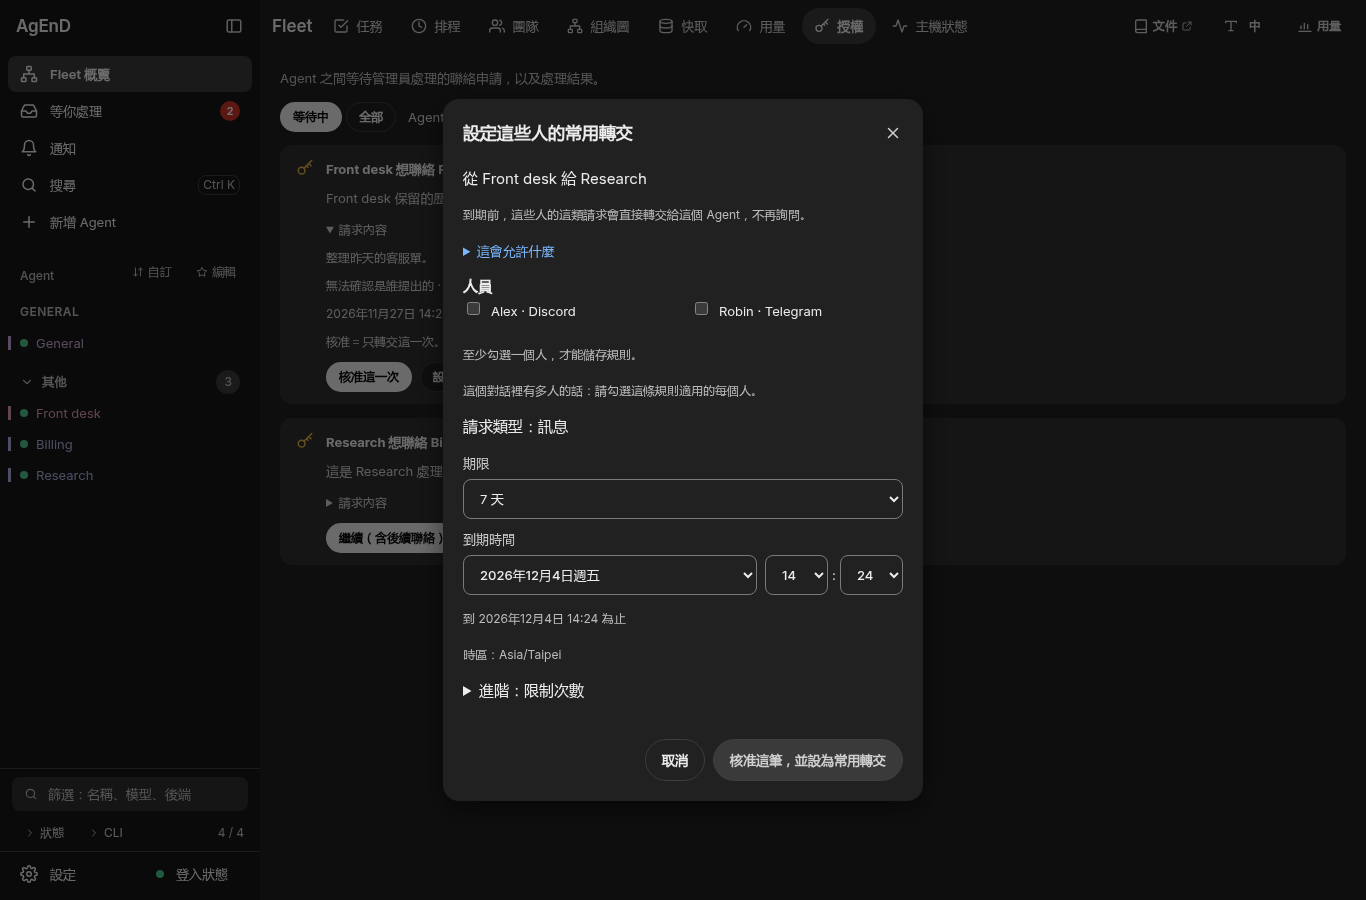 AgEnD
Fleet 概覽
等你處理
2
通知
搜尋
Ctrl K
新增 Agent
Agent
自訂
編輯
GENERAL
General
其他
3
Front desk
Billing
Research
篩選：名稱、模型、後端
狀態
CLI
4 / 4
設定
登入狀態
Fleet
任務
排程
團隊
組織圖
快取
用量
授權
主機狀態
文件
中
用量
Agent 之間等待管理員處理的聯絡申請，以及處理結果。
等待中
全部
Agent
Front desk 想聯絡
Front desk 保留的
請求內容
整理昨天的客服單。
無法確認是誰提出的 ·
2026年11月27日 14:2
核准 = 只轉交這一次。
核准這一次
設
Research 想聯絡 Bi
這是 Research 處理
請求內容
繼續（含後續聯絡）
設定這些人的常用轉交
從 Front desk 給 Research
到期前，這些人的這類請求會直接轉交給這個 Agent，不再詢問。
這會允許什麼
人員
Alex · Discord
Robin · Telegram
至少勾選一個人，才能儲存規則。
這個對話裡有多人的話：請勾選這條規則適用的每個人。
請求類型：訊息
期限
7 天
到期時間
2026年12月4日週五
14
:
24
到 2026年12月4日 14:24 為止
時區：Asia/Taipei
進階：限制次數
取消
核准這筆，並設為常用轉交